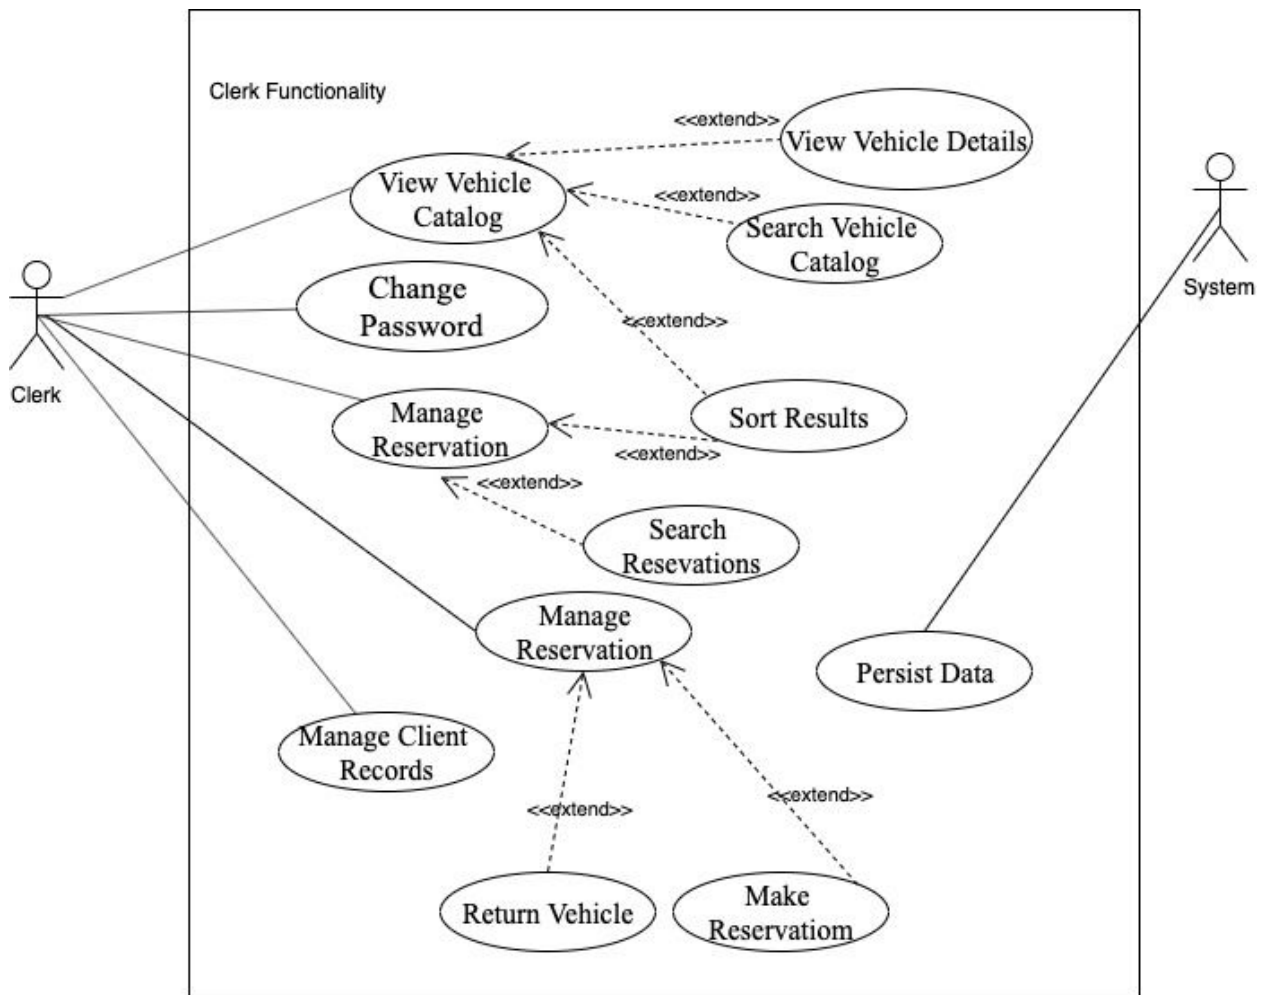 Clerk Functionality
<<extend>>
View Vehicle Details
View Vehicle
Catalog
<<extend>>
Search Vehicle
Catalog
System
Change
Password
<<extend>>
Clerk
Manage
Reservation
Sort Results
<<extend>>
<<extend>>
Search
Resevations
Manage
Reservation
Persist Data
Manage Client
Records
<<extend>>
<<extend>>
Return Vehicle
Make
Reservatiom